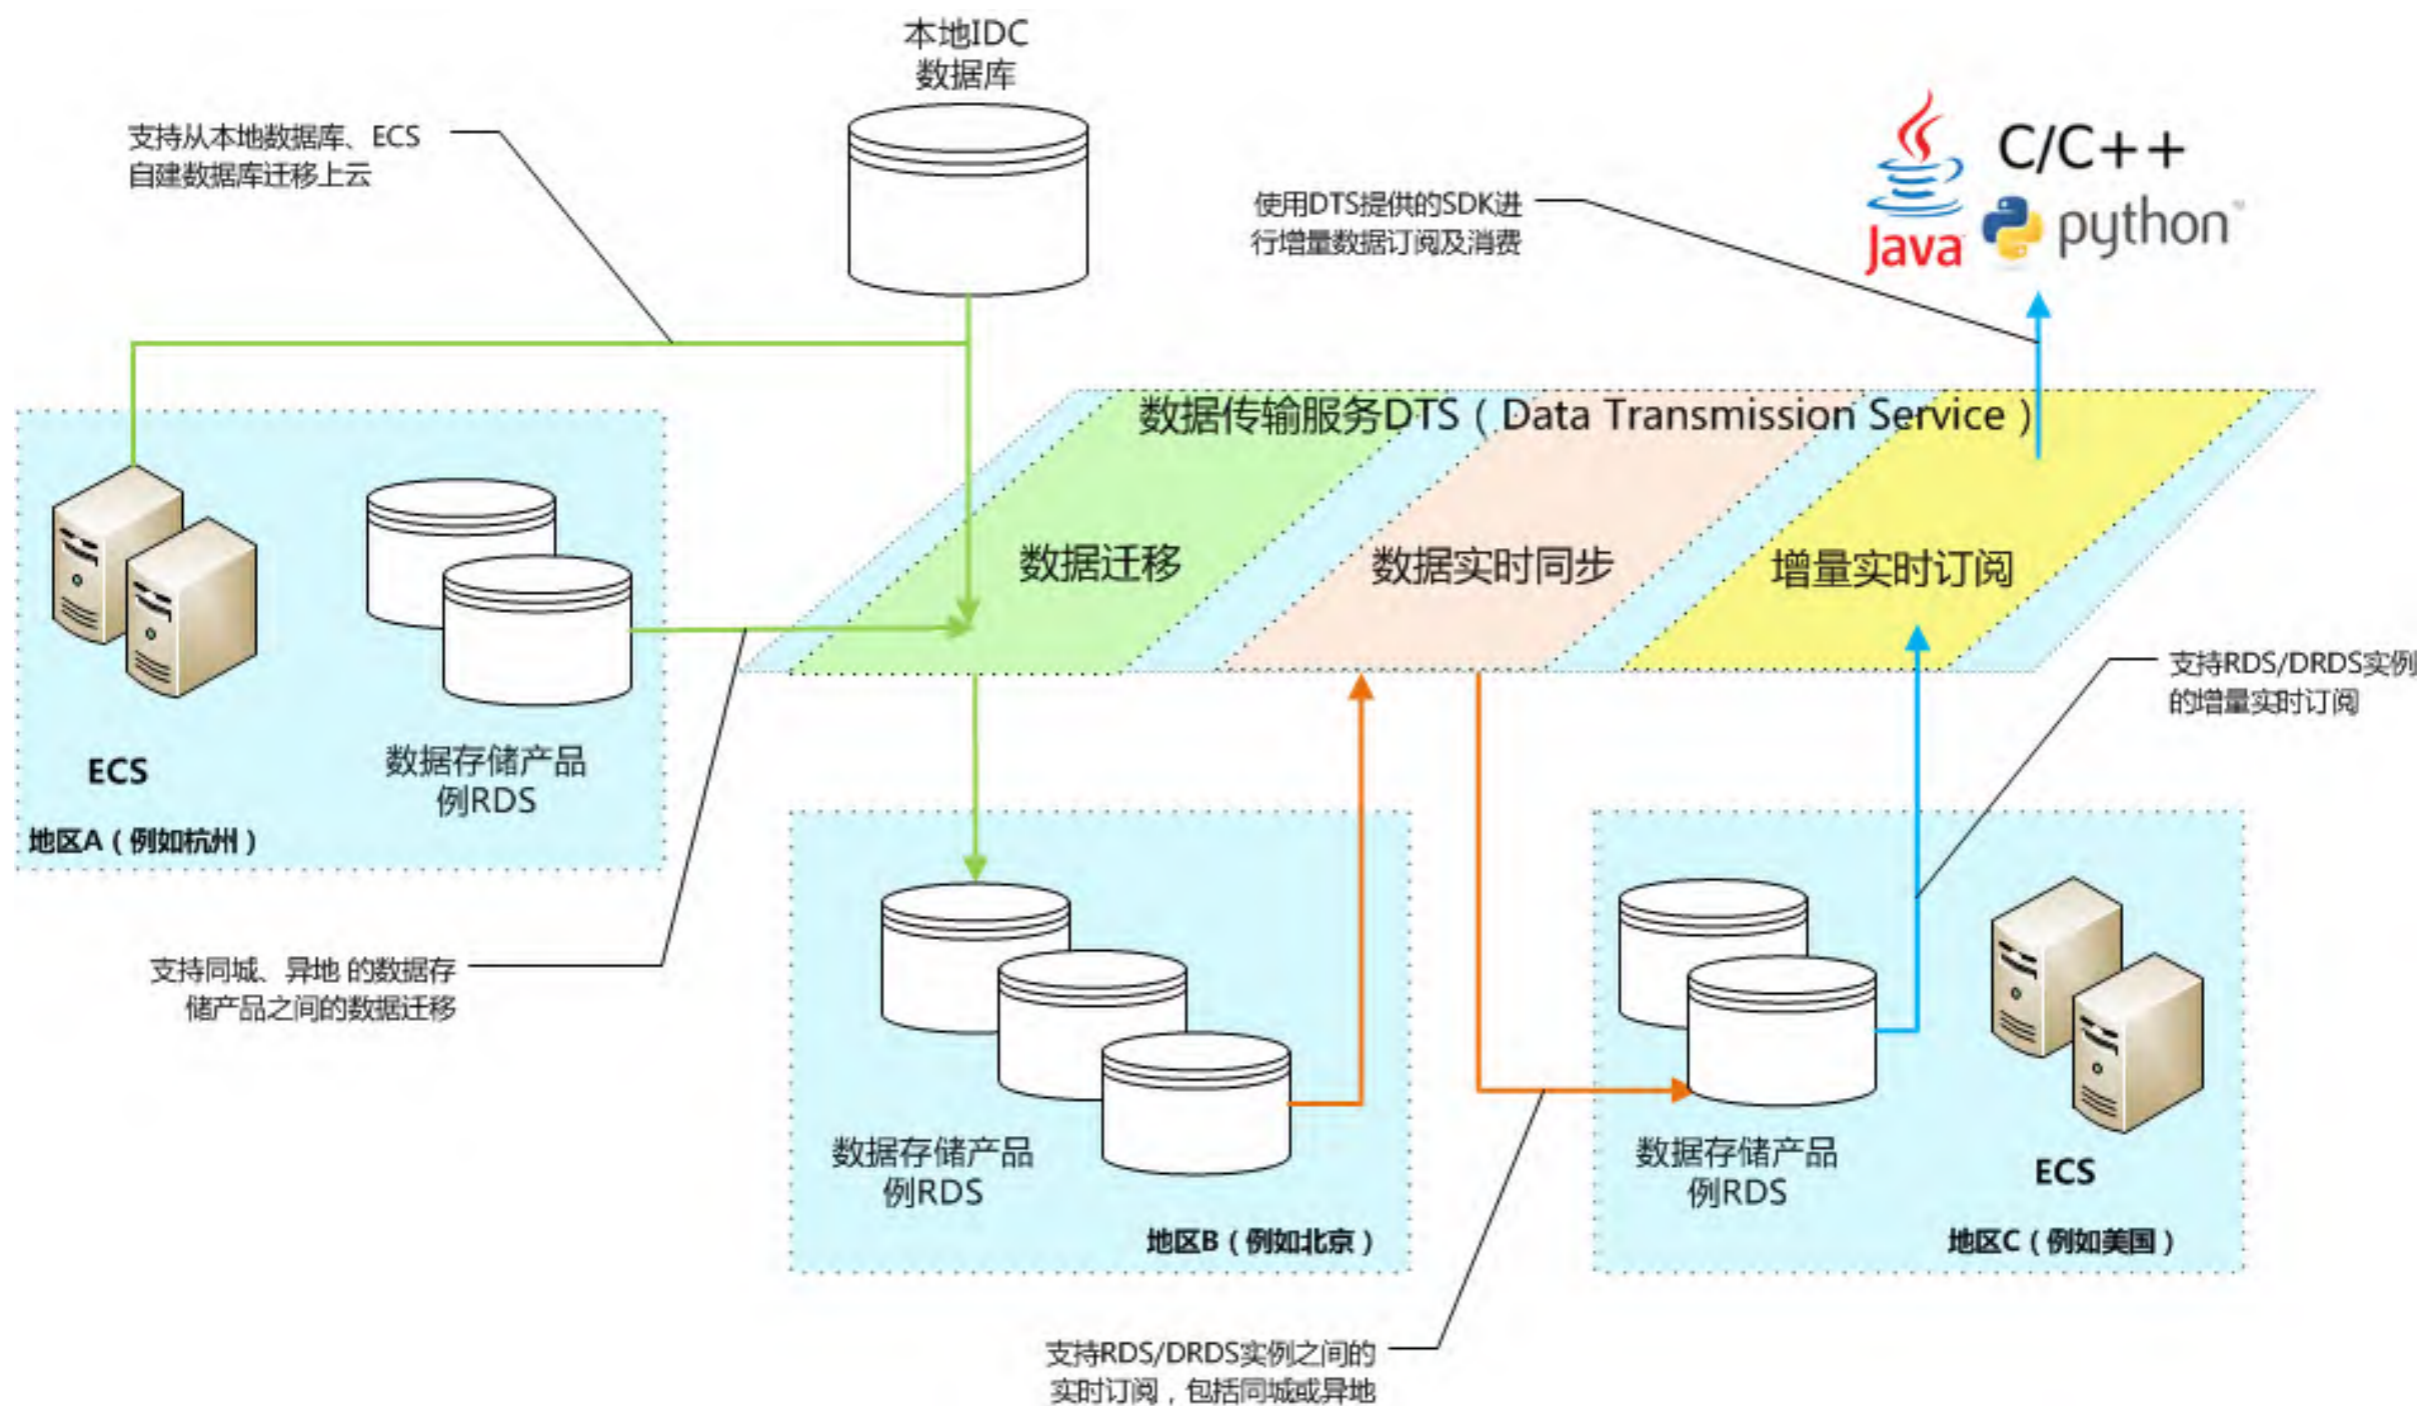 本地IDC
数据库
支持从本地数据库、ECS
自建数据库迁移上云
使用DTS提供的SDK进
行增量数据订阅及消费
C/C++
Java
python
数据传输服务DTS（Data Transmission Service）
数据迁移
数据实时同步
增量实时订阅
支持RDS/DRDS实例
的增量实时订阅
ECS
数据存储产品
例RDS
地区A（例如杭州）
支持同城、异地 的数据存
储产品之间的数据迁移
数据存储产品
例RDS
地区B（例如北京）
数据存储产品
例RDS
ECS
地区C（例如美国）
支持RDS/DRDS实例之间的
实时订阅，包括同城或异地